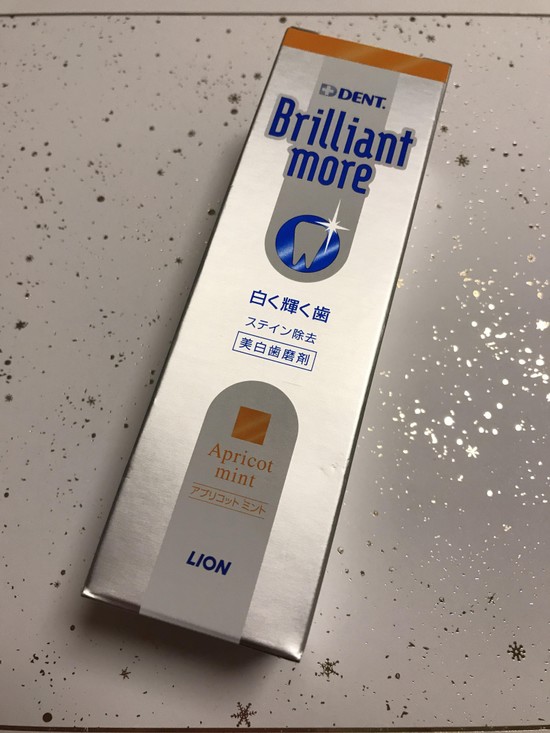 DENT.
Brilliant
more
白く輝く歯
ステイン除去
美白歯磨剤
Apricot
mint
アプリコット ミント
LION